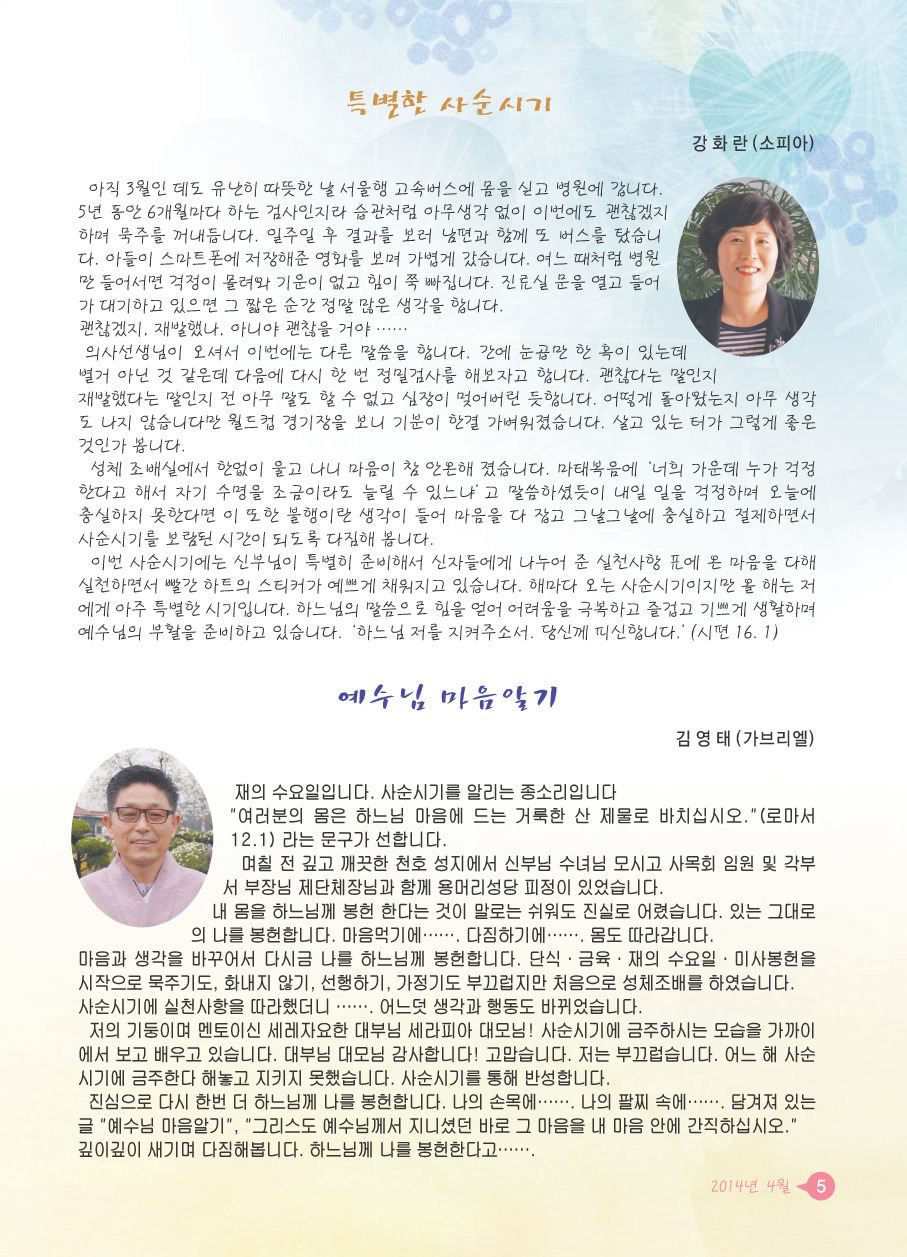 특별한 사순시기
강 화 란 (소피아)
아직 3월인 데도 유난히 따뜻한 날 서울행 고속버스에 몸을 싣고 병원에 갑니다.
5년 동안 6개월마다 하는 검사인지라 습관처럼 아무생각 없이 이번에도 괜찮겠지
하며 묵주를 꺼내듭니다. 일주일 후 결과를 보러 남편과 함께 또 버스를 탔습니
다. 아들이 스마트폰에 저장해준 영화를 보며 가볍게 갔습니다. 여느 때처럼 병원
만 들어서면 걱정이 몰려와 기운이 없고 힘이 쭉 빠집니다. 진료실 문을 열고 들어
가 대기하고 있으면 그 짧은 순간 정말 많은 생각을 합니다.
괜찮겠지, 재발했나, 아니야 괜찮을 거야 ……
의사선생님이 오셔서 이번에는 다른 말씀을 합니다. 간에 눈곱만 한 혹이 있는데
별거 아닌 것 같은데 다음에 다시 한 번 정밀검사를 해보자고 합니다. 괜찮다는 말인지
재발했다는 말인지 전 아무 말도 할 수 없고 심장이 멎어버린 듯합니다. 어떻게 돌아왔는지 아무 생각
도 나지 않습니다만 월드컵 경기장을 보니 기분이 한결 가벼워졌습니다. 살고 있는 터가 그렇게 좋은
것인가 봅니다.
성체 조배실에서 한없이 울고 나니 마음이 참 안온해 졌습니다. 마태복음에 '너희 가운데 누가 걱정
한다고 해서 자기 수명을 조금이라도 늘릴 수 있느냐' 고 말씀하셨듯이 내일 일을 걱정하며 오늘에
충실하지 못한다면 이 또한 불행이란 생각이 들어 마음을 다 잡고 그날그날에 충실하고 절제하면서
사순시기를 보람된 시간이 되도록 다짐해 봅니다.
이번 사순시기에는 신부님이 특별히 준비해서 신자들에게 나누어 준 실천사항 표에 온 마음을 다해
실천하면서 빨간 하트의 스티커가 예쁘게 채워지고 있습니다. 해마다 오는 사순시기이지만 올 해는 저
에게 아주 특별한 시기입니다. 하느님의 말씀으로 힘을 얻어 어려움을 극복하고 즐겁고 기쁘게 생활하며
예수님의 부활을 준비하고 있습니다. '하느님 저를 지켜주소서. 당신께 피신합니다.' (시편 16. 1)
예수님 마음알기
김 영 태 (가브리엘)
재의 수요일입니다. 사순시기를 알리는 종소리입니다
"여러분의 몸은 하느님 마음에 드는 거룩한 산 제물로 바치십시오."(로마서
12.1) 라는 문구가 선합니다.
며칠 전 깊고 깨끗한 천호 성지에서 신부님 수녀님 모시고 사목회 임원 및 각부
서 부장님 제단체장님과 함께 용머리성당 피정이 있었습니다.
내 몸을 하느님께 봉헌 한다는 것이 말로는 쉬워도 진실로 어렸습니다. 있는 그대로
의 나를 봉헌합니다. 마음먹기에……. 다짐하기에……. 몸도 따라갑니다.
마음과 생각을 바꾸어서 다시금 나를 하느님께 봉헌합니다. 단식 · 금육 · 재의 수요일 · 미사봉헌을
시작으로 묵주기도, 화내지 않기, 선행하기, 가정기도 부끄럽지만 처음으로 성체조배를 하였습니다.
사순시기에 실천사항을 따라했더니 ……. 어느덧 생각과 행동도 바뀌었습니다.
저의 기둥이며 멘토이신 세레자요한 대부님 세라피아 대모님! 사순시기에 금주하시는 모습을 가까이
에서 보고 배우고 있습니다. 대부님 대모님 감사합니다! 고맙습니다. 저는 부끄럽습니다. 어느 해 사순
시기에 금주한다 해놓고 지키지 못했습니다. 사순시기를 통해 반성합니다.
진심으로 다시 한번 더 하느님께 나를 봉헌합니다. 나의 손목에……. 나의 팔찌 속에……. 담겨져 있는
글 "예수님 마음알기", "그리스도 예수님께서 지니셨던 바로 그 마음을 내 마음 안에 간직하십시오."
깊이깊이 새기며 다짐해봅니다. 하느님께 나를 봉헌한다고…….
2014년 4월 5